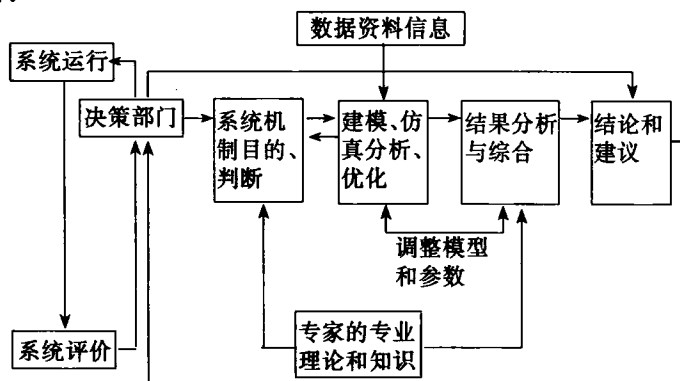 数据资料信息
系统运行
决策部门
系统机
制目的、
判断
建模、仿
真分析、
优化
结果分析
与综合
结论和
建议
调整模型
和参数
专家的专业
理论和知识
系统评价